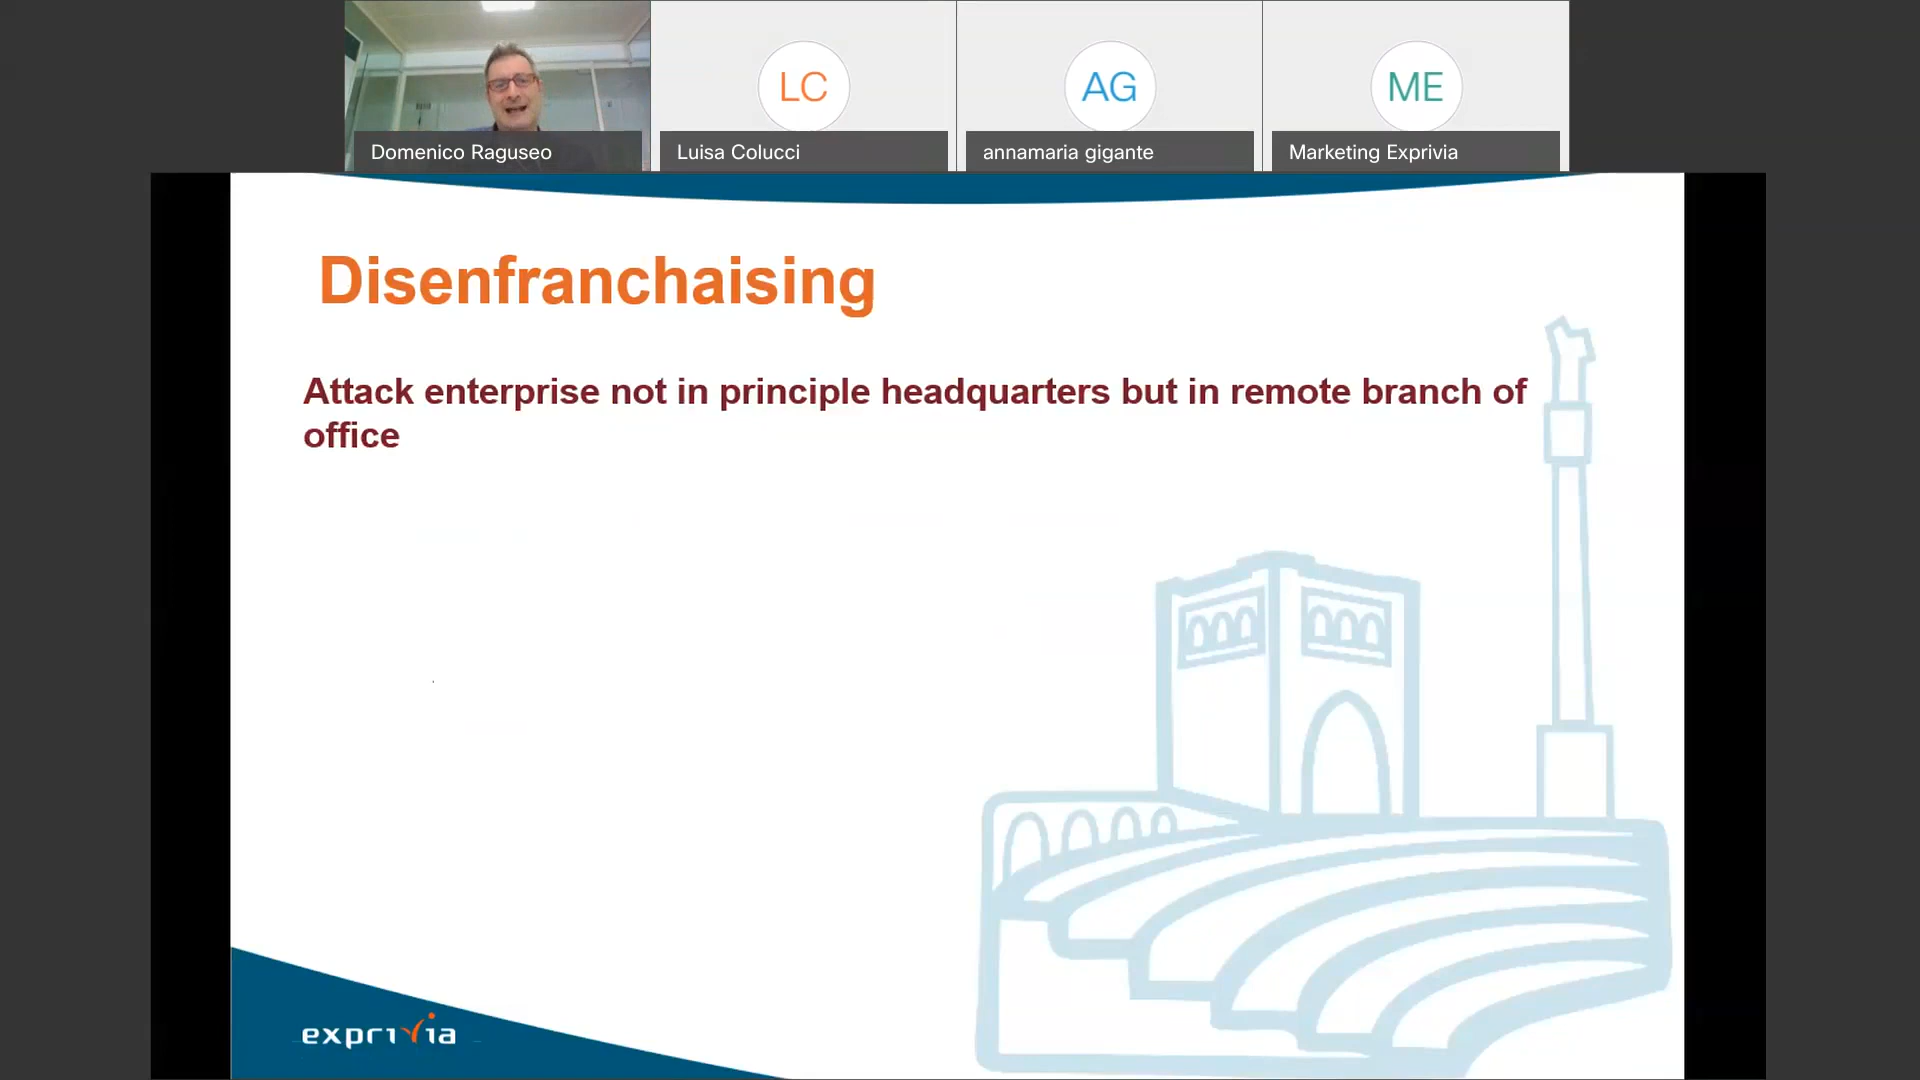 LC
AG
ME
Domenico Raguseo
Luisa Colucci
annamaria gigante
Marketing Exprivia
Disenfranchaising
Attack enterprise not in principle headquarters but in remote branch of
office
exprivia